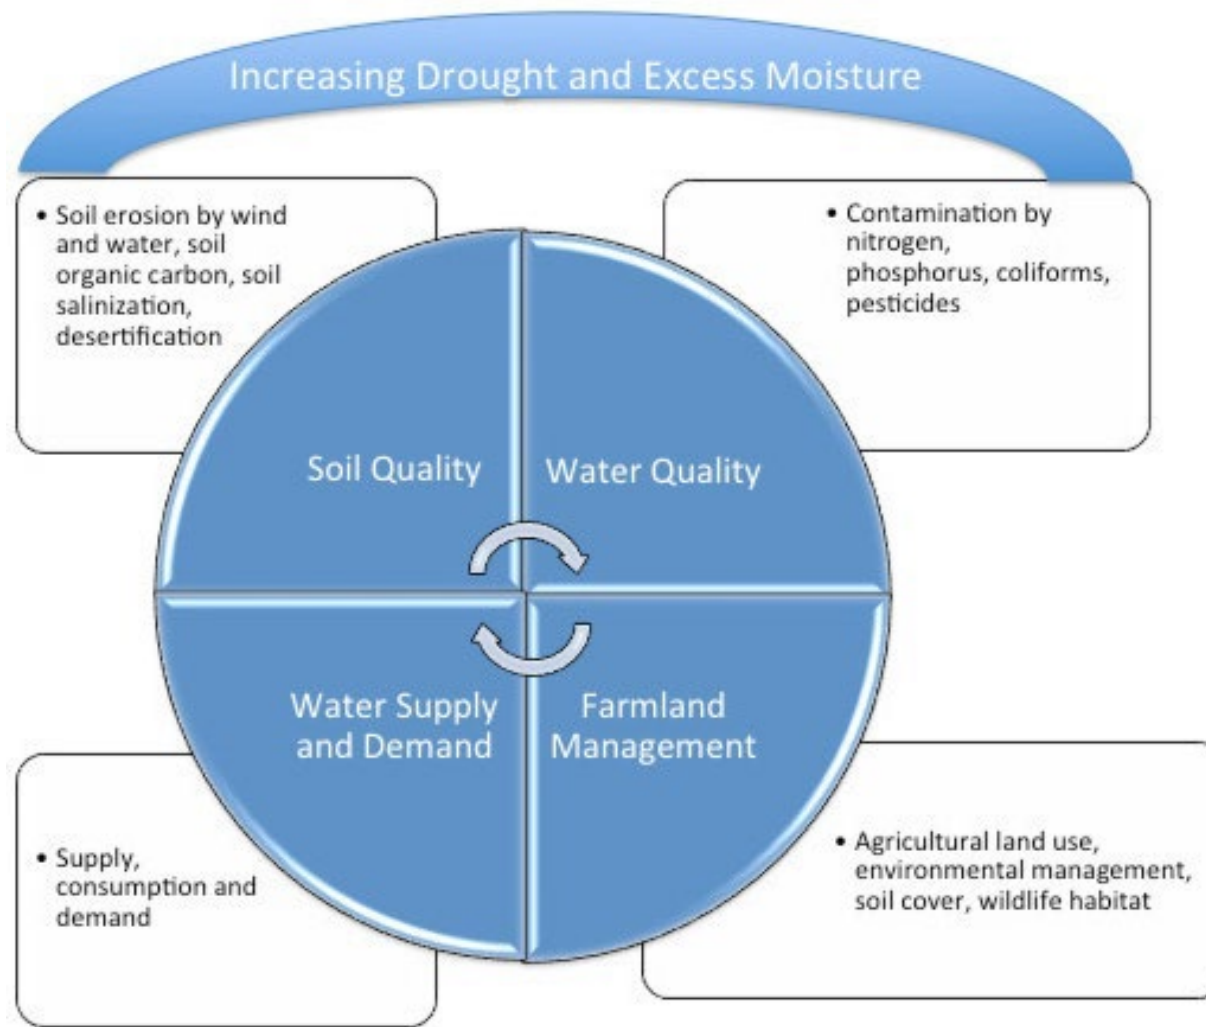 Increasing Drought and Excess Moisture
• Soil erosion by wind
and water, soil
organic carbon, soil
salinization,
desertification
• Contamination by
nitrogen,
phosphorus, coliforms,
pesticides
Soil Quality
Water Quality
Water Supply
and Demand
Farmland
Management
• Supply,
consumption and
demand
• Agricultural land use,
environmental management,
soil cover, wildlife habitat